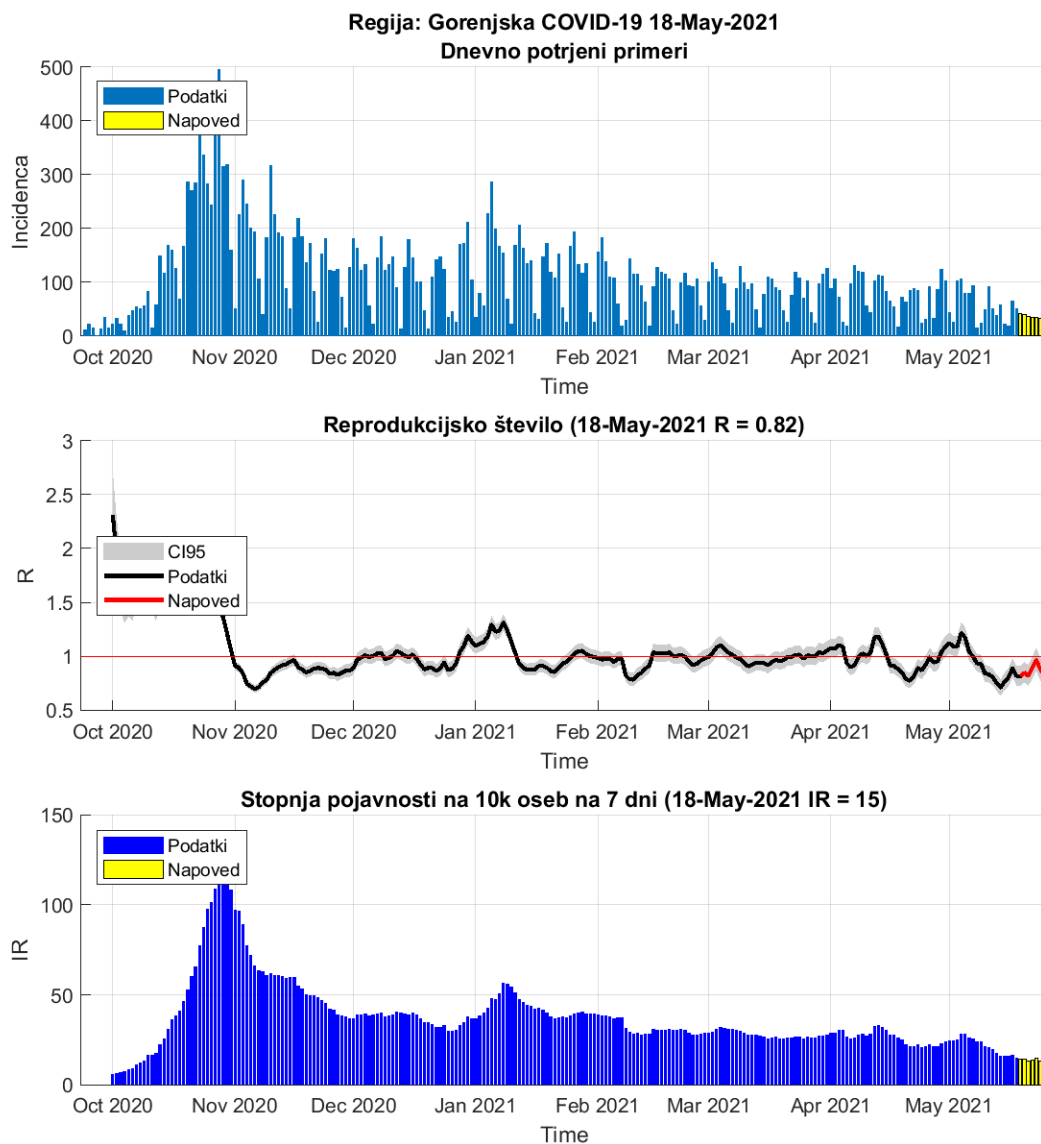 Regija: Gorenjska COVID-19 18-May-2021
Dnevno potrjeni primeri
500
400
300
200
100
0
Incidenca
Podatki
Napoved
Oct 2020 Nov 2020 Dec 2020 Jan 2021 Feb 2021 Mar 2021 Apr 2021 May 2021
Time
Reprodukcijsko število (18-May-2021 R = 0.82)
3
2.5
2
1.5
1
0.5
R
CI95
Podatki
Napoved
Oct 2020 Nov 2020 Dec 2020 Jan 2021 Feb 2021 Mar 2021 Apr 2021 May 2021
Time
Stopnja pojavnosti na 10k oseb na 7 dni (18-May-2021 IR = 15)
150
100
50
0
IR
Podatki
Napoved
Oct 2020 Nov 2020 Dec 2020 Jan 2021 Feb 2021 Mar 2021 Apr 2021 May 2021
Time